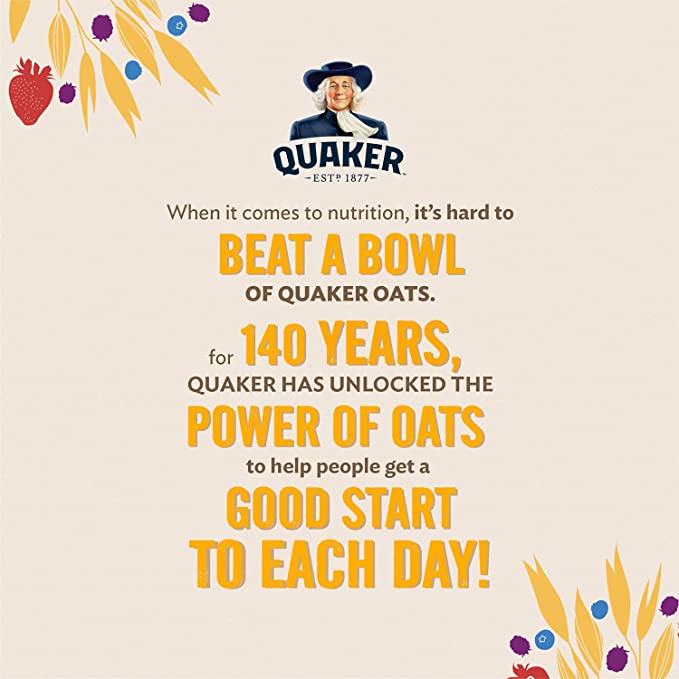 QUAKER
ESTD 1877
When it comes to nutrition, it's hard to
BEAT A BOWL
OF QUAKER OATS.
for 140 YEARS,
QUAKER HAS UNLOCKED THE
POWER OF OATS
to help people get a
GOOD START
TO EACH DAY!